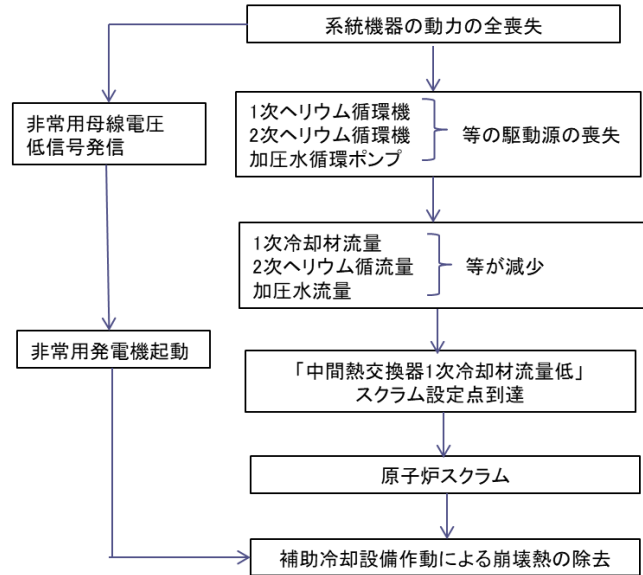 系統機器の動力の全喪失
非常用母線電圧
低信号発信
1次ヘリウム循環機
2次ヘリウム循環機
加圧水循環ポンプ
等の駆動源の喪失
1次冷却材流量
2次ヘリウム循流量
加圧水流量
等が減少
非常用発電機起動
「中間熱交換器1次冷却材流量低」
スクラム設定点到達
原子炉スクラム
補助冷却設備作動による崩壊熱の除去